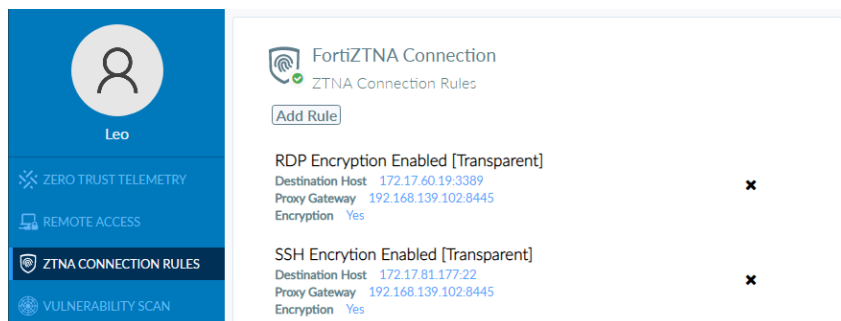 Leo
ZERO TRUST TELEMETRY
REMOTE ACCESS
ZTNA CONNECTION RULES
VULNERABILITY SCAN
FortiZTNA Connection
ZTNA Connection Rules
Add Rule
RDP Encryption Enabled [Transparent]
Destination Host 172.17.60.19:3389
Proxy Gateway 192.168.139.102:8445
Encryption Yes
SSH Encrytion Enabled [Transparent]
Destination Host 172.17.81.177:22
Proxy Gateway 192.168.139.102:8445
Encryption Yes